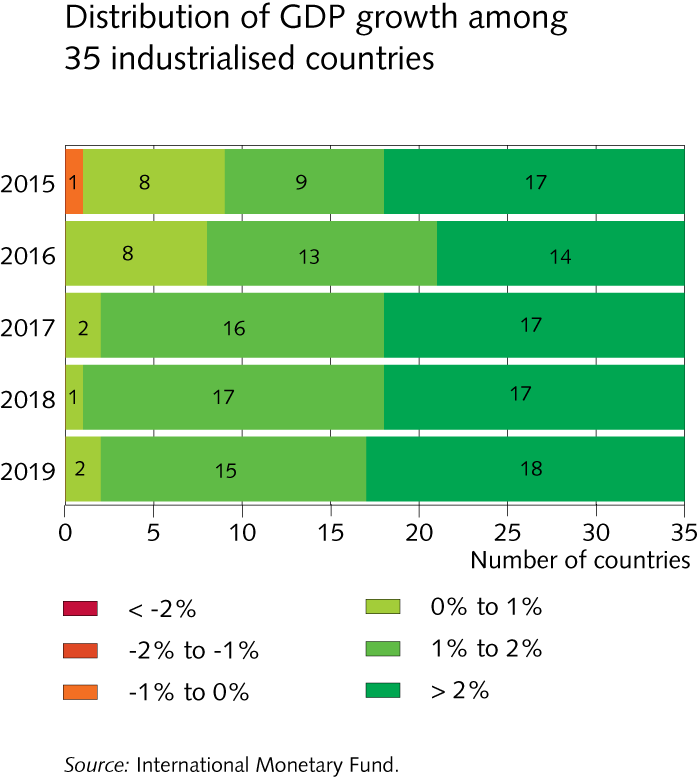 Distribution of GDP growth among
35 industrialised countries
2015 1 8 9 17
2016 8 13 14
2017 2 16 17
2018 1 17 17
2019 2 15 18
0 5 10 15 20 25 30 35
Number of countries
< -2%
-2% to -1%
-1% to 0%
0% to 1%
1% to 2%
> 2%
Source: International Monetary Fund.